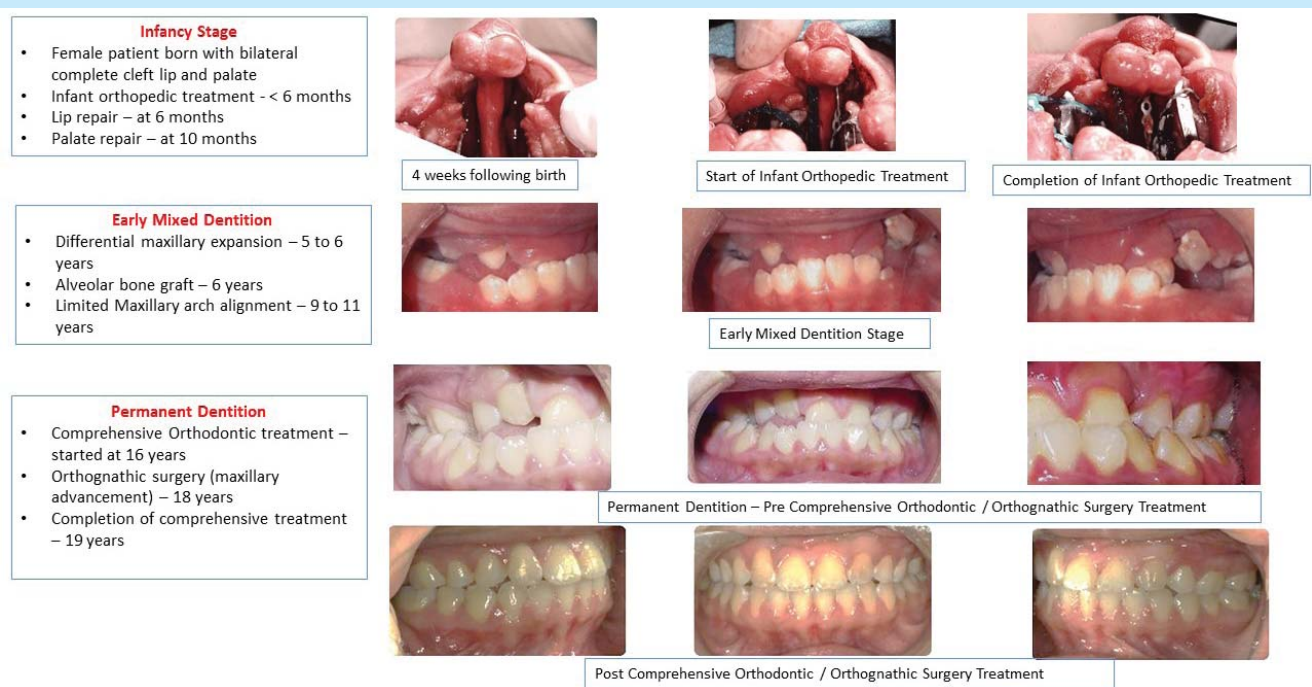 Infancy Stage
• Female patient born with bilateral
complete cleft lip and palate
• Infant orthopedic treatment - < 6 months
• Lip repair – at 6 months
• Palate repair – at 10 months
4 weeks following birth
Start of Infant Orthopedic Treatment
Completion of Infant Orthopedic Treatment
Early Mixed Dentition
• Differential maxillary expansion – 5 to 6
years
• Alveolar bone graft – 6 years
• Limited Maxillary arch alignment – 9 to 11
years
Early Mixed Dentition Stage
Permanent Dentition
• Comprehensive Orthodontic treatment –
started at 16 years
• Orthognathic surgery (maxillary
advancement) – 18 years
• Completion of comprehensive treatment
– 19 years
Permanent Dentition – Pre Comprehensive Orthodontic / Orthognathic Surgery Treatment
Post Comprehensive Orthodontic / Orthognathic Surgery Treatment